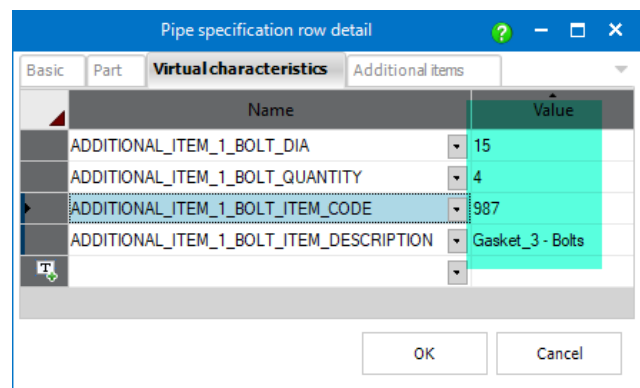 Pipe specification row detail
Basic Part Virtual characteristics Additional items
Name Value
ADDITIONAL_ITEM_1_BOLT_DIA 15
ADDITIONAL_ITEM_1_BOLT_QUANTITY 4
ADDITIONAL_ITEM_1_BOLT_ITEM_CODE 987
ADDITIONAL_ITEM_1_BOLT_ITEM_DESCRIPTION Gasket_3 - Bolts
OK Cancel